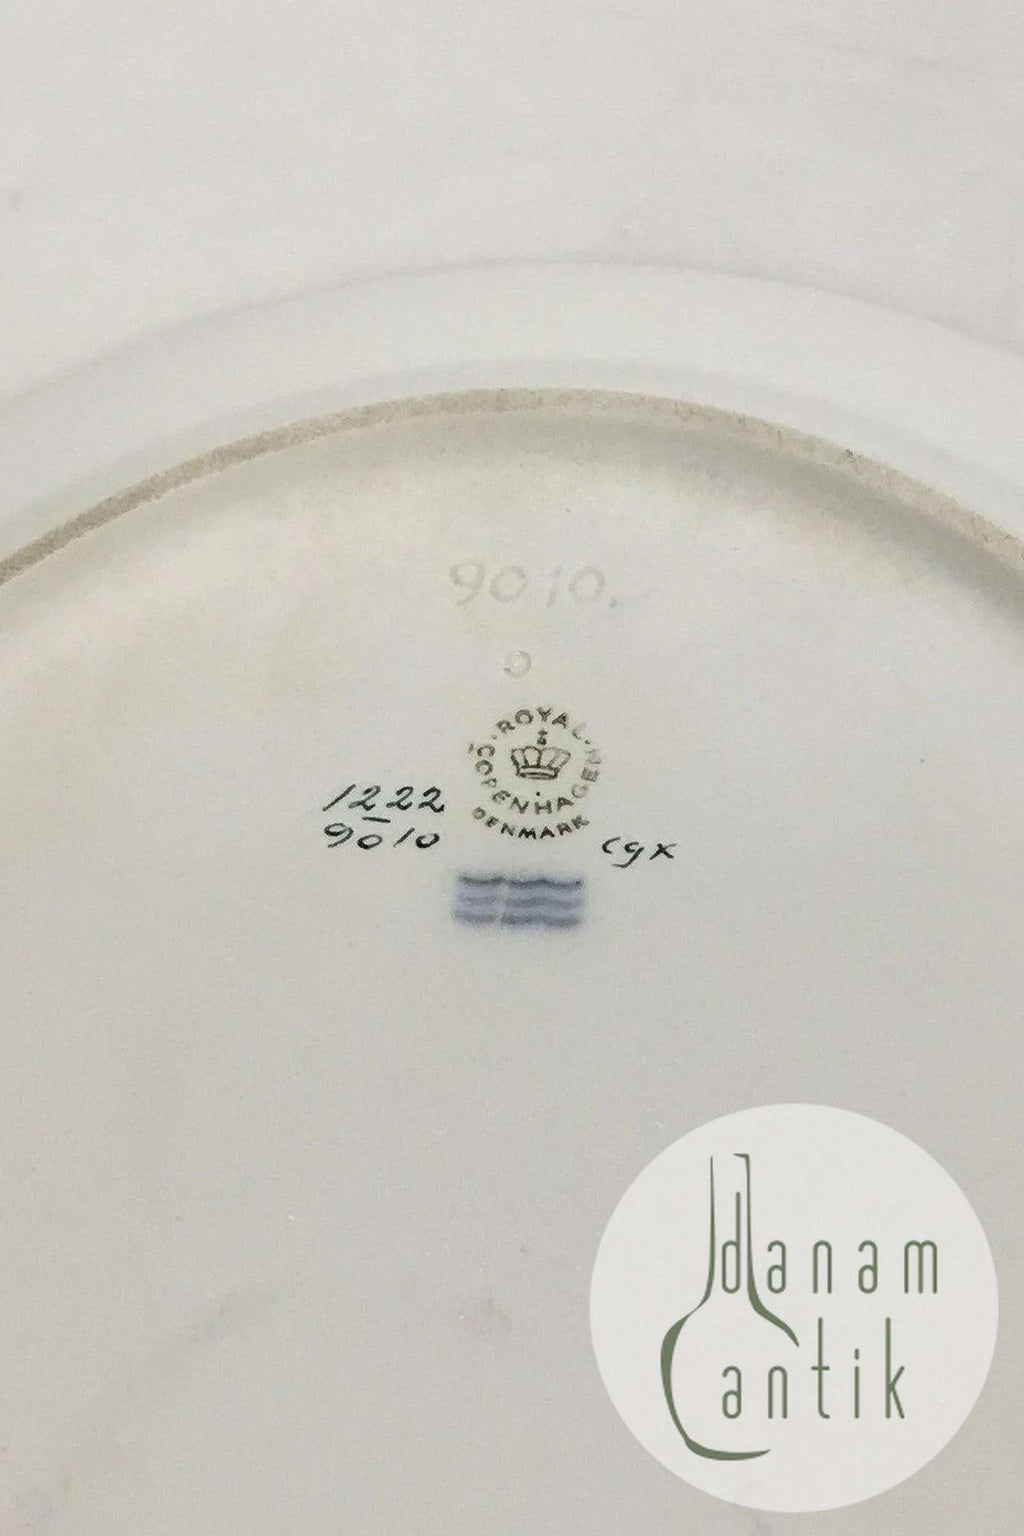 9010.
· ROYAL · COPENHAGEN ·
DENMARK
1222
9010
cgx
danam
antik